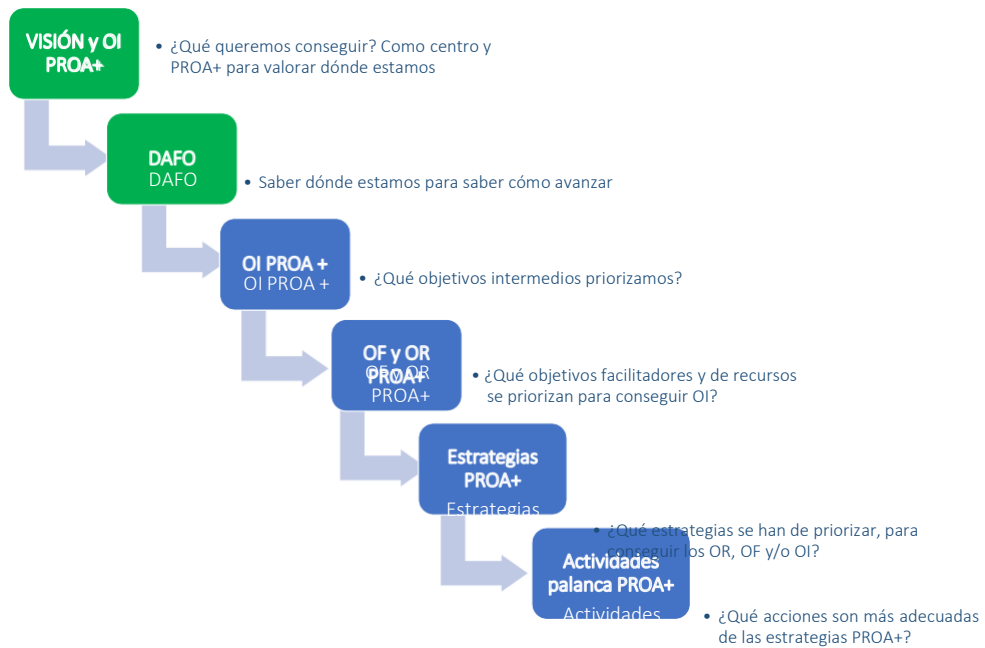 VISIÓN y OI
PROA+
• ¿Qué queremos conseguir? Como centro y
PROA+ para valorar dónde estamos
DAFO
DAFO
• Saber dónde estamos para saber cómo avanzar
OI PROA +
OI PROA +
• ¿Qué objetivos intermedios priorizamos?
OF y OR
PROA+
OF y OR
PROA+
• ¿Qué objetivos facilitadores y de recursos
se priorizan para conseguir OI?
Estrategias
PROA+
Estrategias
• ¿Qué estrategias se han de priorizar, para
conseguir los OR, OF y/o OI?
Actividades
palanca PROA+
Actividades
• ¿Qué acciones son más adecuadas
de las estrategias PROA+?